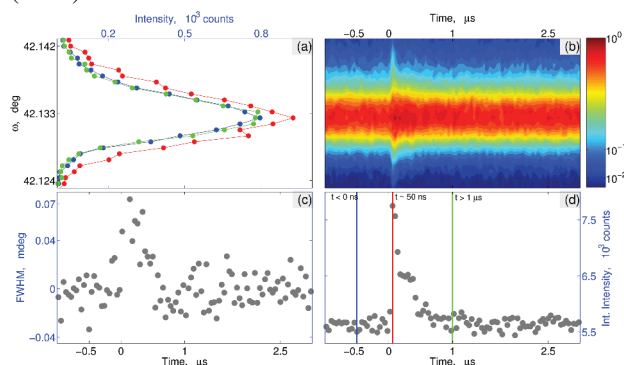 Intensity, 10³ counts
0.2 0.5 0.8
(a)
42.142
42.133
42.124
ω, deg
Time, μs
-0.5 0 1 2.5
(b)
10⁰
10⁻¹
10⁻²
(c)
0.07
0.04
0
-0.04
FWHM, mdeg
-0.5 0 1 2.5
Time, μs
(d)
t < 0 ns t ~ 50 ns t > 1 μs
7.5
6.5
5.5
Int. Intensity, 10³ counts
-0.5 0 1 2.5
Time, μs